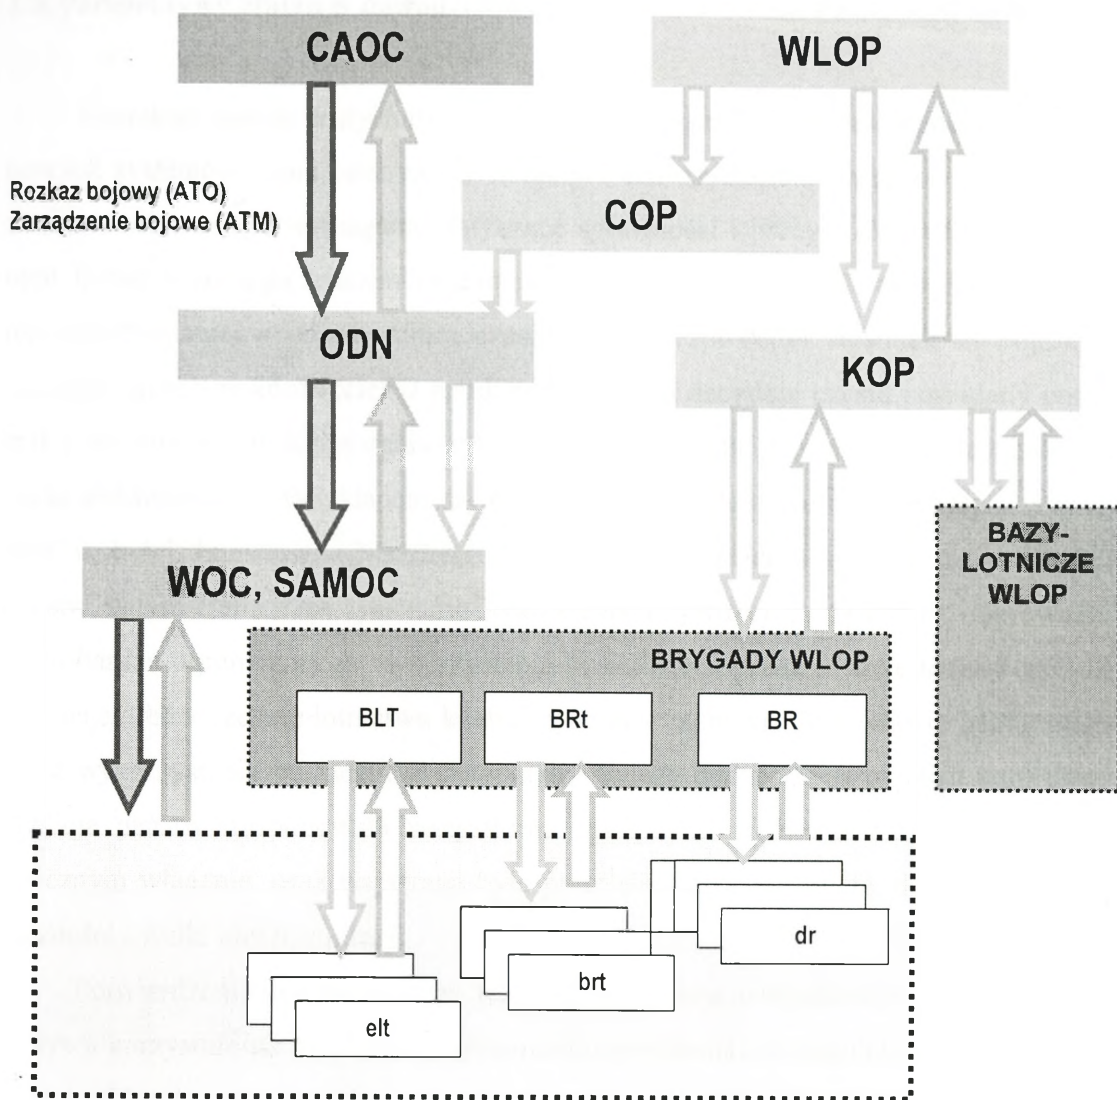 CAOC
WLOP
Rozkaz bojowy (ATO)
Zarządzenie bojowe (ATM)
COP
ODN
KOP
WOC, SAMOC
BAZY-
LOTNICZE
WLOP
BRYGADY WLOP
BLT
BRt
BR
dr
brt
elt